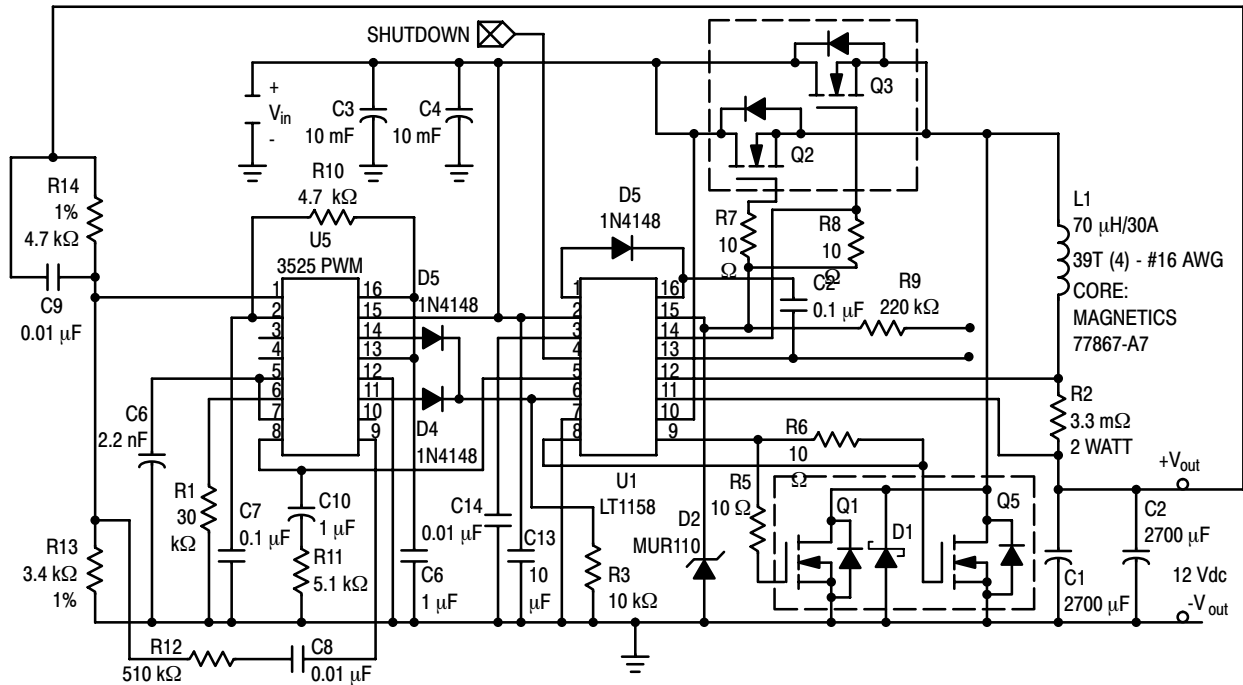 SHUTDOWN
+
V_in
-
C3
10 mF
C4
10 mF
Q3
Q2
R14
1%
4.7 kΩ
C9
0.01 μF
R10
4.7 kΩ
U5
3525 PWM
1
2
3
4
5
6
7
8
16
15
14
13
12
11
10
9
D5
1N4148
D4
1N4148
D5
1N4148
1
2
3
4
5
6
7
8
16
15
14
13
12
11
10
9
U1
LT1158
R7
10
Ω
R8
10
Ω
C2
0.1 μF
R9
220 kΩ
L1
70 μH/30A
39T (4) - #16 AWG
CORE:
MAGNETICS
77867-A7
R2
3.3 mΩ
2 WATT
+V_out
C6
2.2 nF
R1
30
kΩ
C7
0.1 μF
C10
1 μF
R11
5.1 kΩ
C6
1 μF
C14
0.01 μF
C13
10
μF
R3
10 kΩ
D2
MUR110
R5
10 Ω
R6
10
Ω
Q1
D1
Q5
C1
2700 μF
C2
2700 μF
12 Vdc
-V_out
R13
3.4 kΩ
1%
R12
510 kΩ
C8
0.01 μF